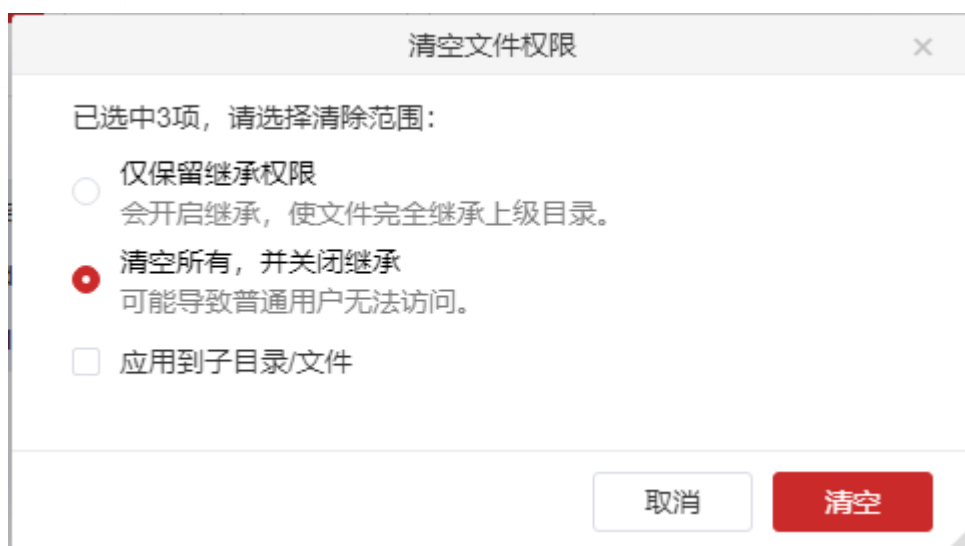 清空文件权限
已选中3项，请选择清除范围：
仅保留继承权限
会开启继承，使文件完全继承上级目录。
清空所有，并关闭继承
可能导致普通用户无法访问。
应用到子目录/文件
取消
清空